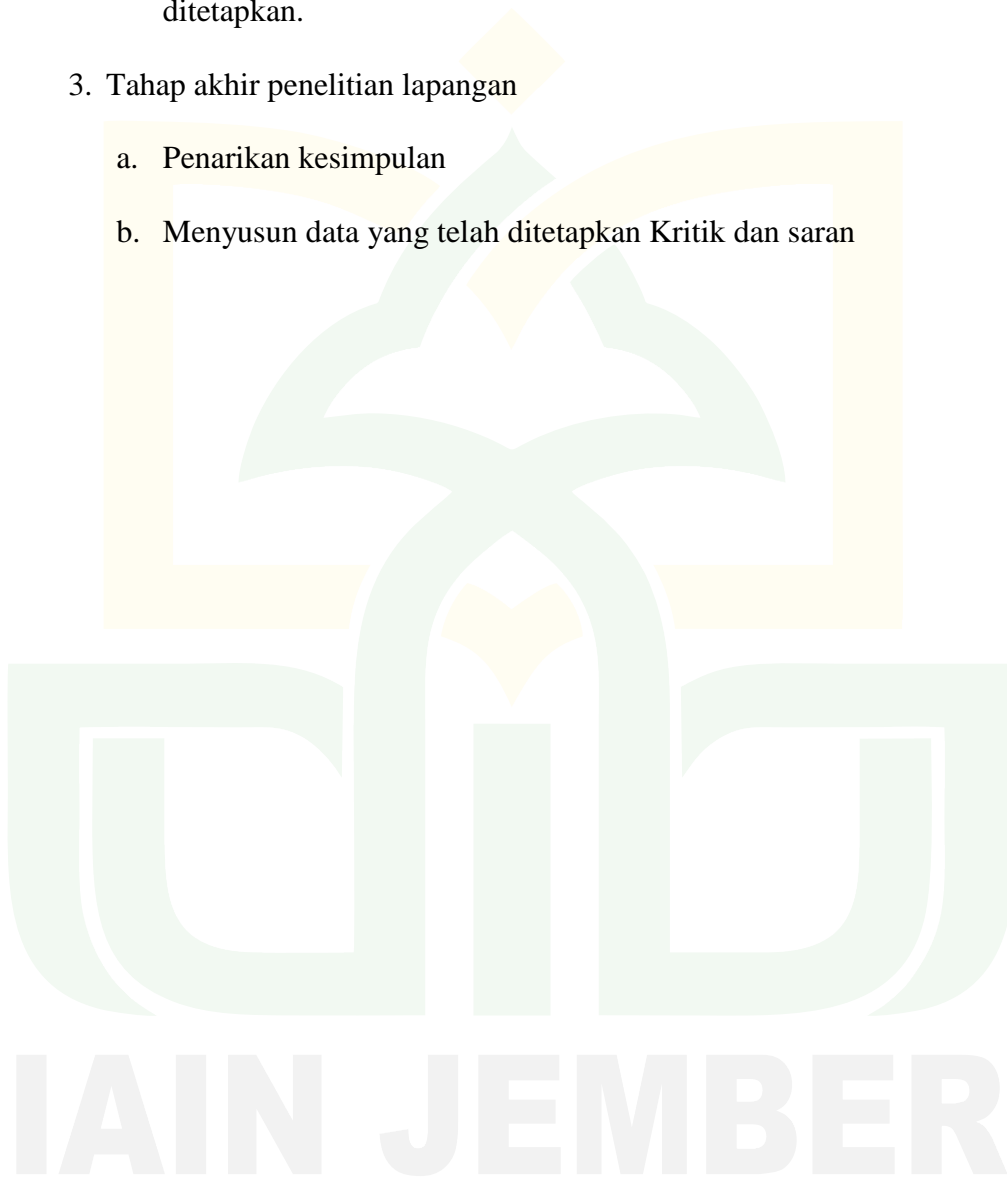 ditetapkan.
3. Tahap akhir penelitian lapangan
a. Penarikan kesimpulan
b. Menyusun data yang telah ditetapkan Kritik dan saran
IAIN JEMBER